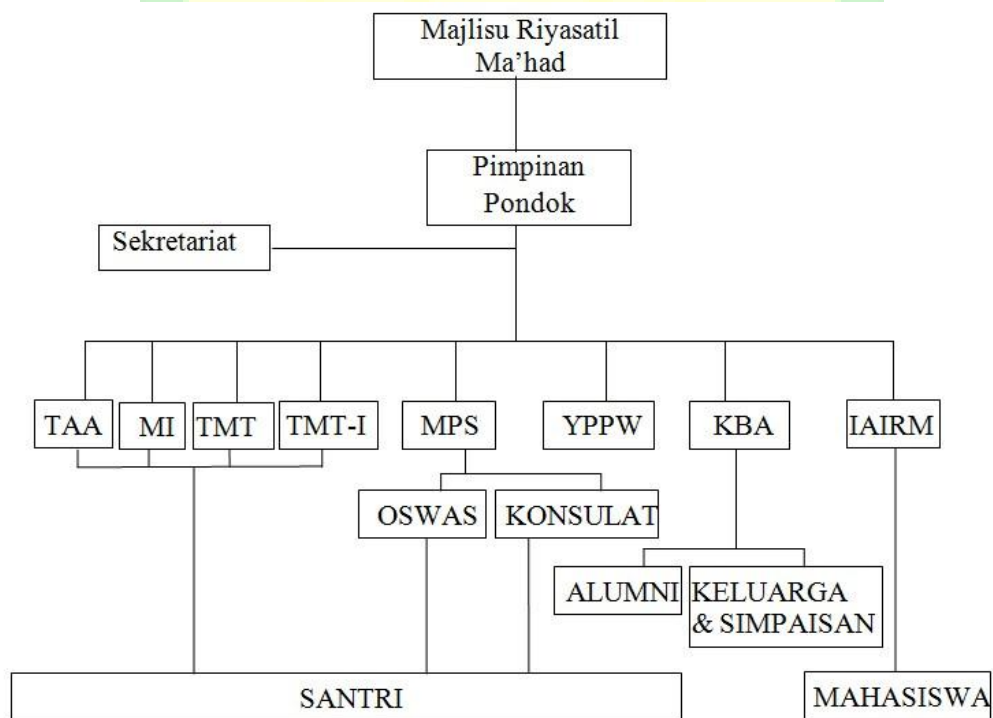 Majlisu Riyasatil
Ma'had
Pimpinan
Pondok
Sekretariat
TAA
MI
TMT
TMT-I
MPS
YPPW
KBA
IAIRM
OSWAS
KONSULAT
ALUMNI
KELUARGA
& SIMPAISAN
SANTRI
MAHASISWA